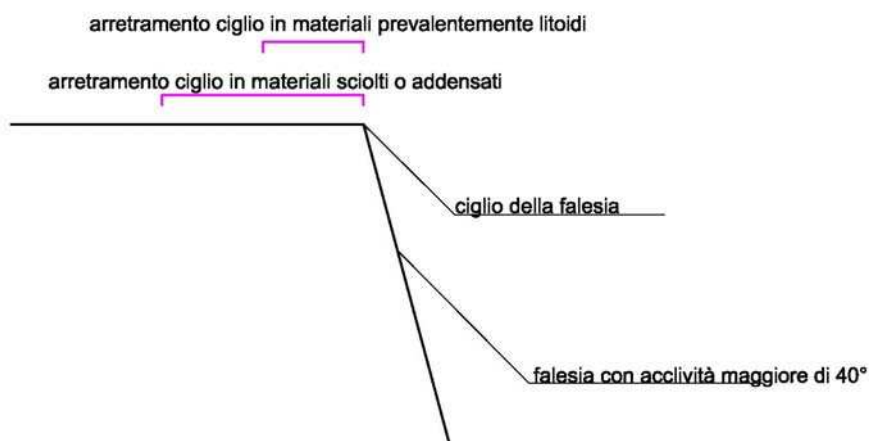 arretramento ciglio in materiali prevalentemente litoidi
arretramento ciglio in materiali sciolti o addensati
ciglio della falesia
falesia con acclività maggiore di 40°